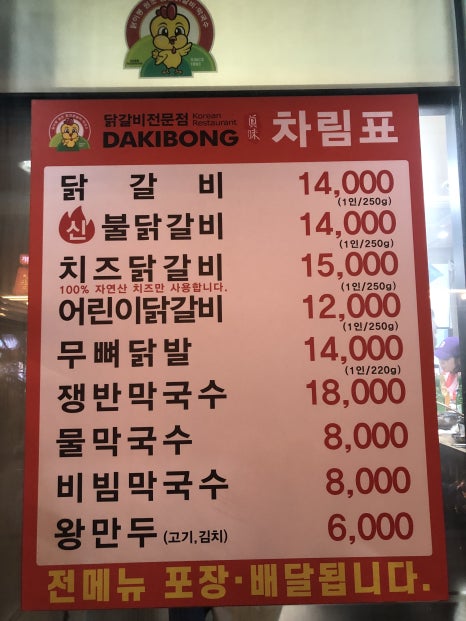 닭갈비전문점 Korean Restaurant
DAKIBONG 眞味 차림표
닭갈비 14,000
(1인/250g)
신 불닭갈비 14,000
(1인/250g)
치즈닭갈비 15,000
100% 자연산 치즈만 사용합니다. (1인/250g)
어린이닭갈비 12,000
(1인/250g)
무뼈닭발 14,000
(1인/220g)
쟁반막국수 18,000
물막국수 8,000
비빔막국수 8,000
왕만두 (고기,김치) 6,000
전메뉴 포장·배달됩니다.